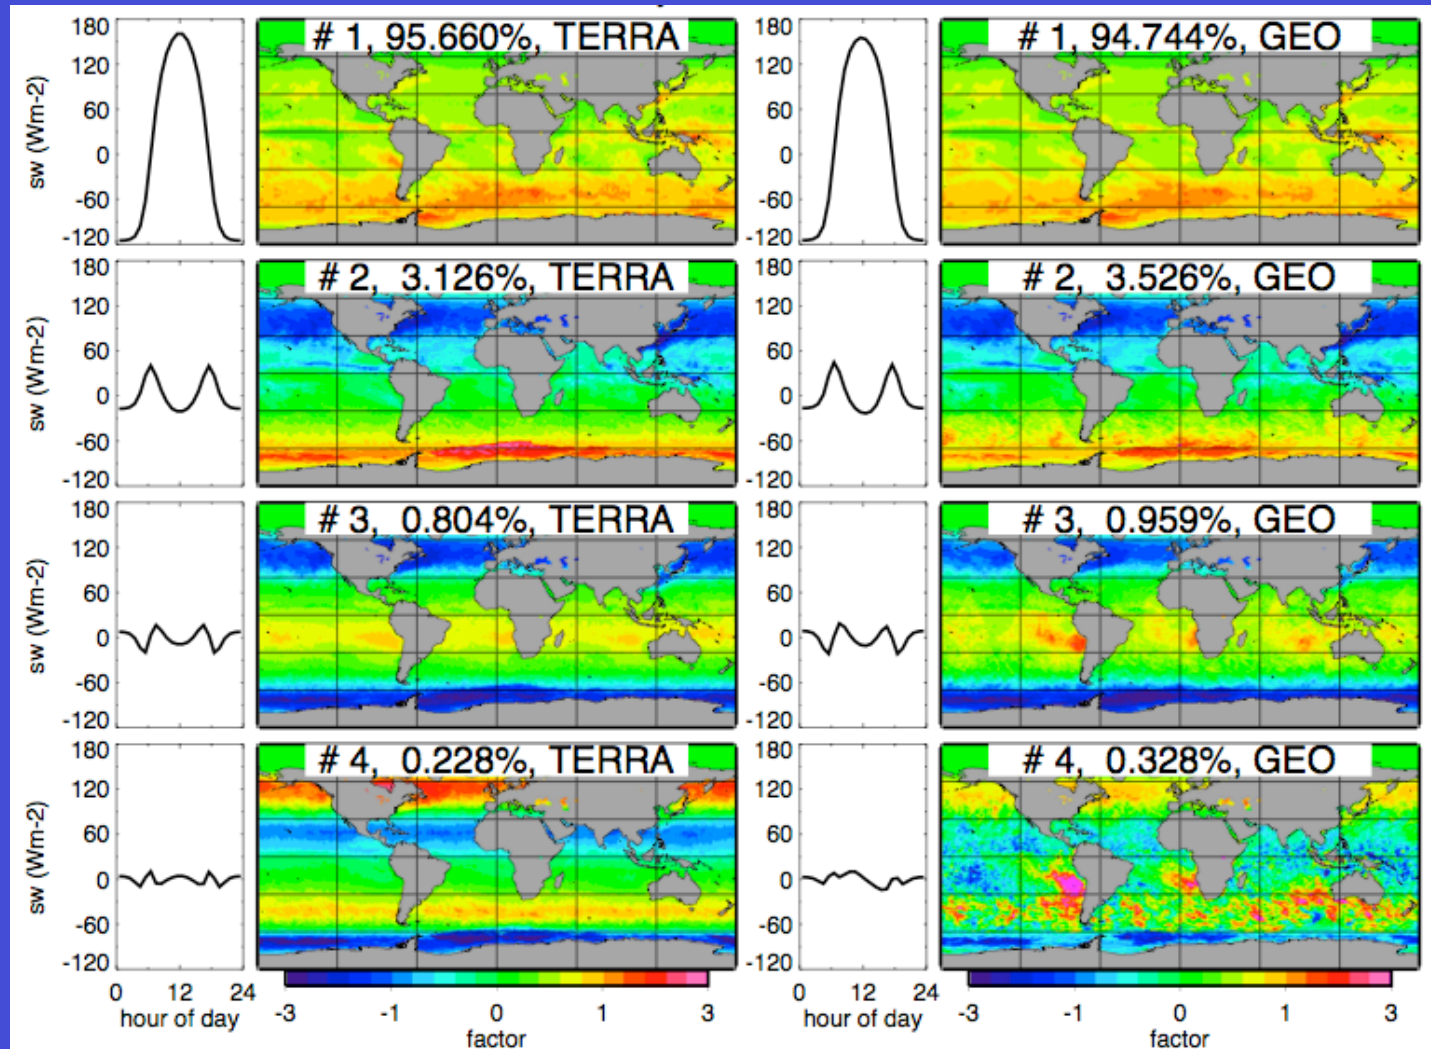 # 1, 95.660%, TERRA
# 1, 94.744%, GEO
180
120
60
0
-60
-120
sw (Wm-2)
180
120
60
0
-60
-120
# 2, 3.126%, TERRA
# 2, 3.526%, GEO
180
120
60
0
-60
-120
sw (Wm-2)
180
120
60
0
-60
-120
# 3, 0.804%, TERRA
# 3, 0.959%, GEO
180
120
60
0
-60
-120
sw (Wm-2)
180
120
60
0
-60
-120
# 4, 0.228%, TERRA
# 4, 0.328%, GEO
180
120
60
0
-60
-120
sw (Wm-2)
180
120
60
0
-60
-120
0 12 24
hour of day
-3 -1 0 1 3
factor
0 12 24
hour of day
-3 -1 0 1 3
factor